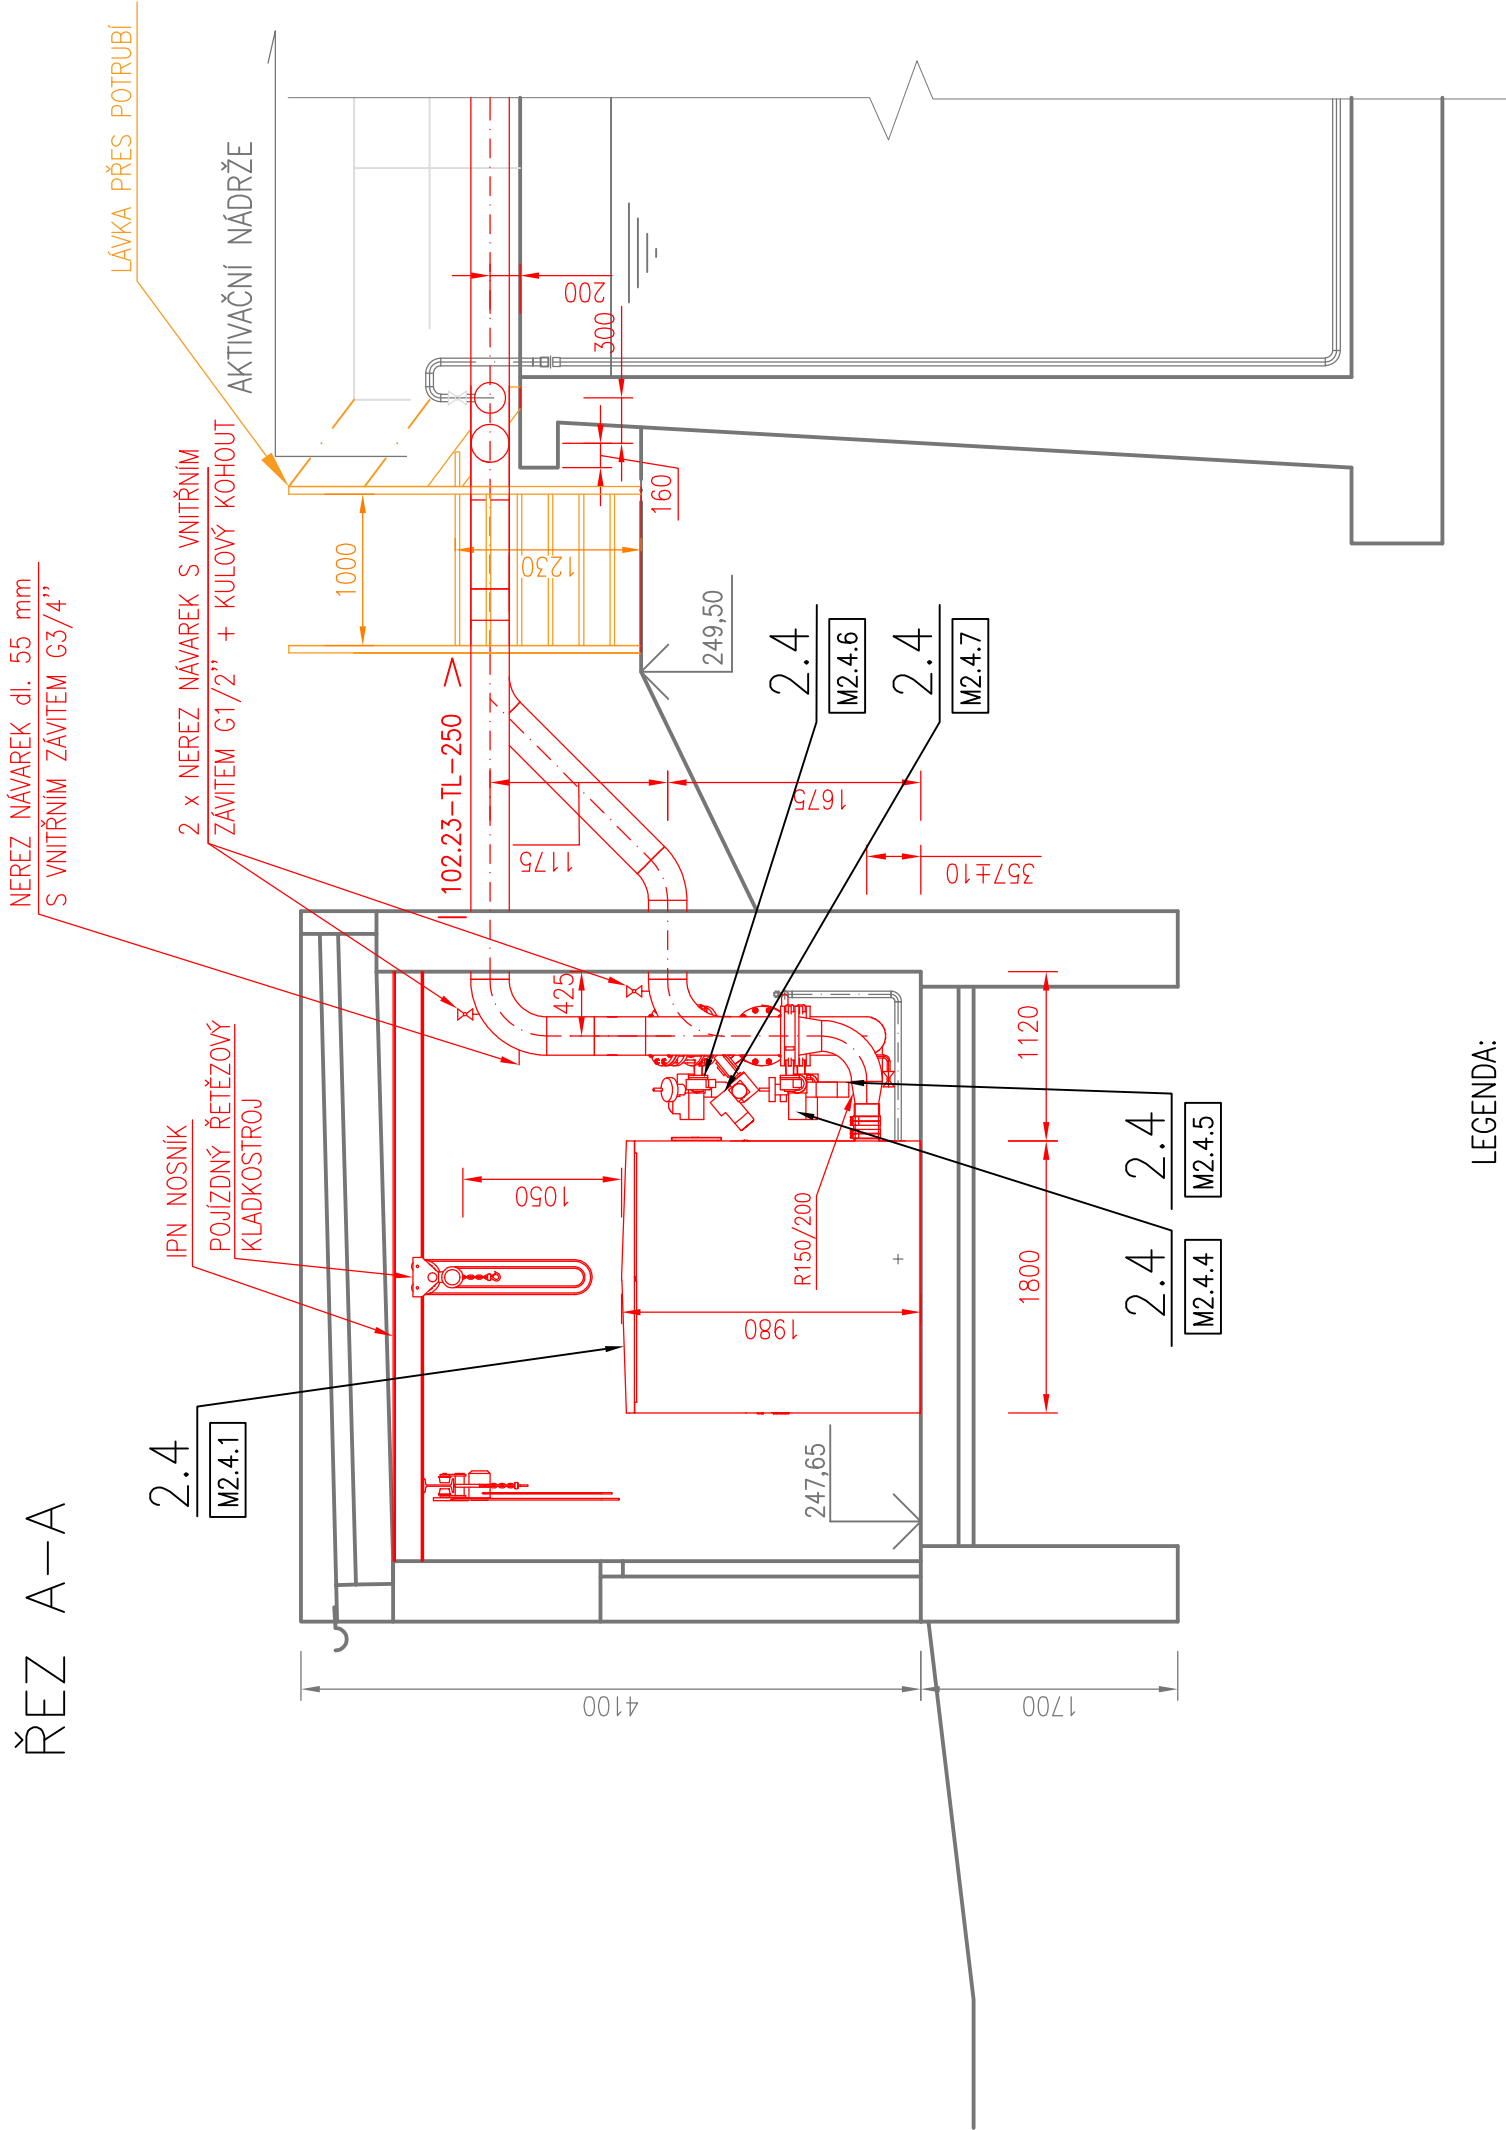 ŘEZ A-A
NEREZ NÁVAREK dl. 55 mm
S VNITŘNÍM ZÁVITEM G3/4"
2 x NEREZ NÁVAREK S VNITŘNÍM
ZÁVITEM G1/2" + KULOVÝ KOHOUT
LÁVKA PŘES POTRUBÍ
AKTIVAČNÍ NÁDRŽE
IPN NOSNÍK
POJÍZDNÝ ŘETĚZOVÝ
KLADKOSTROJ
2.4
M2.4.1
102.23-TL-250 >
1000
1230
200
300
160
249,50
1175
1675
357±10
425
1050
1980
R150/200
247,65
1120
1800
4100
1700
2.4
M2.4.6
2.4
M2.4.7
2.4
M2.4.5
2.4
M2.4.4
LEGENDA: